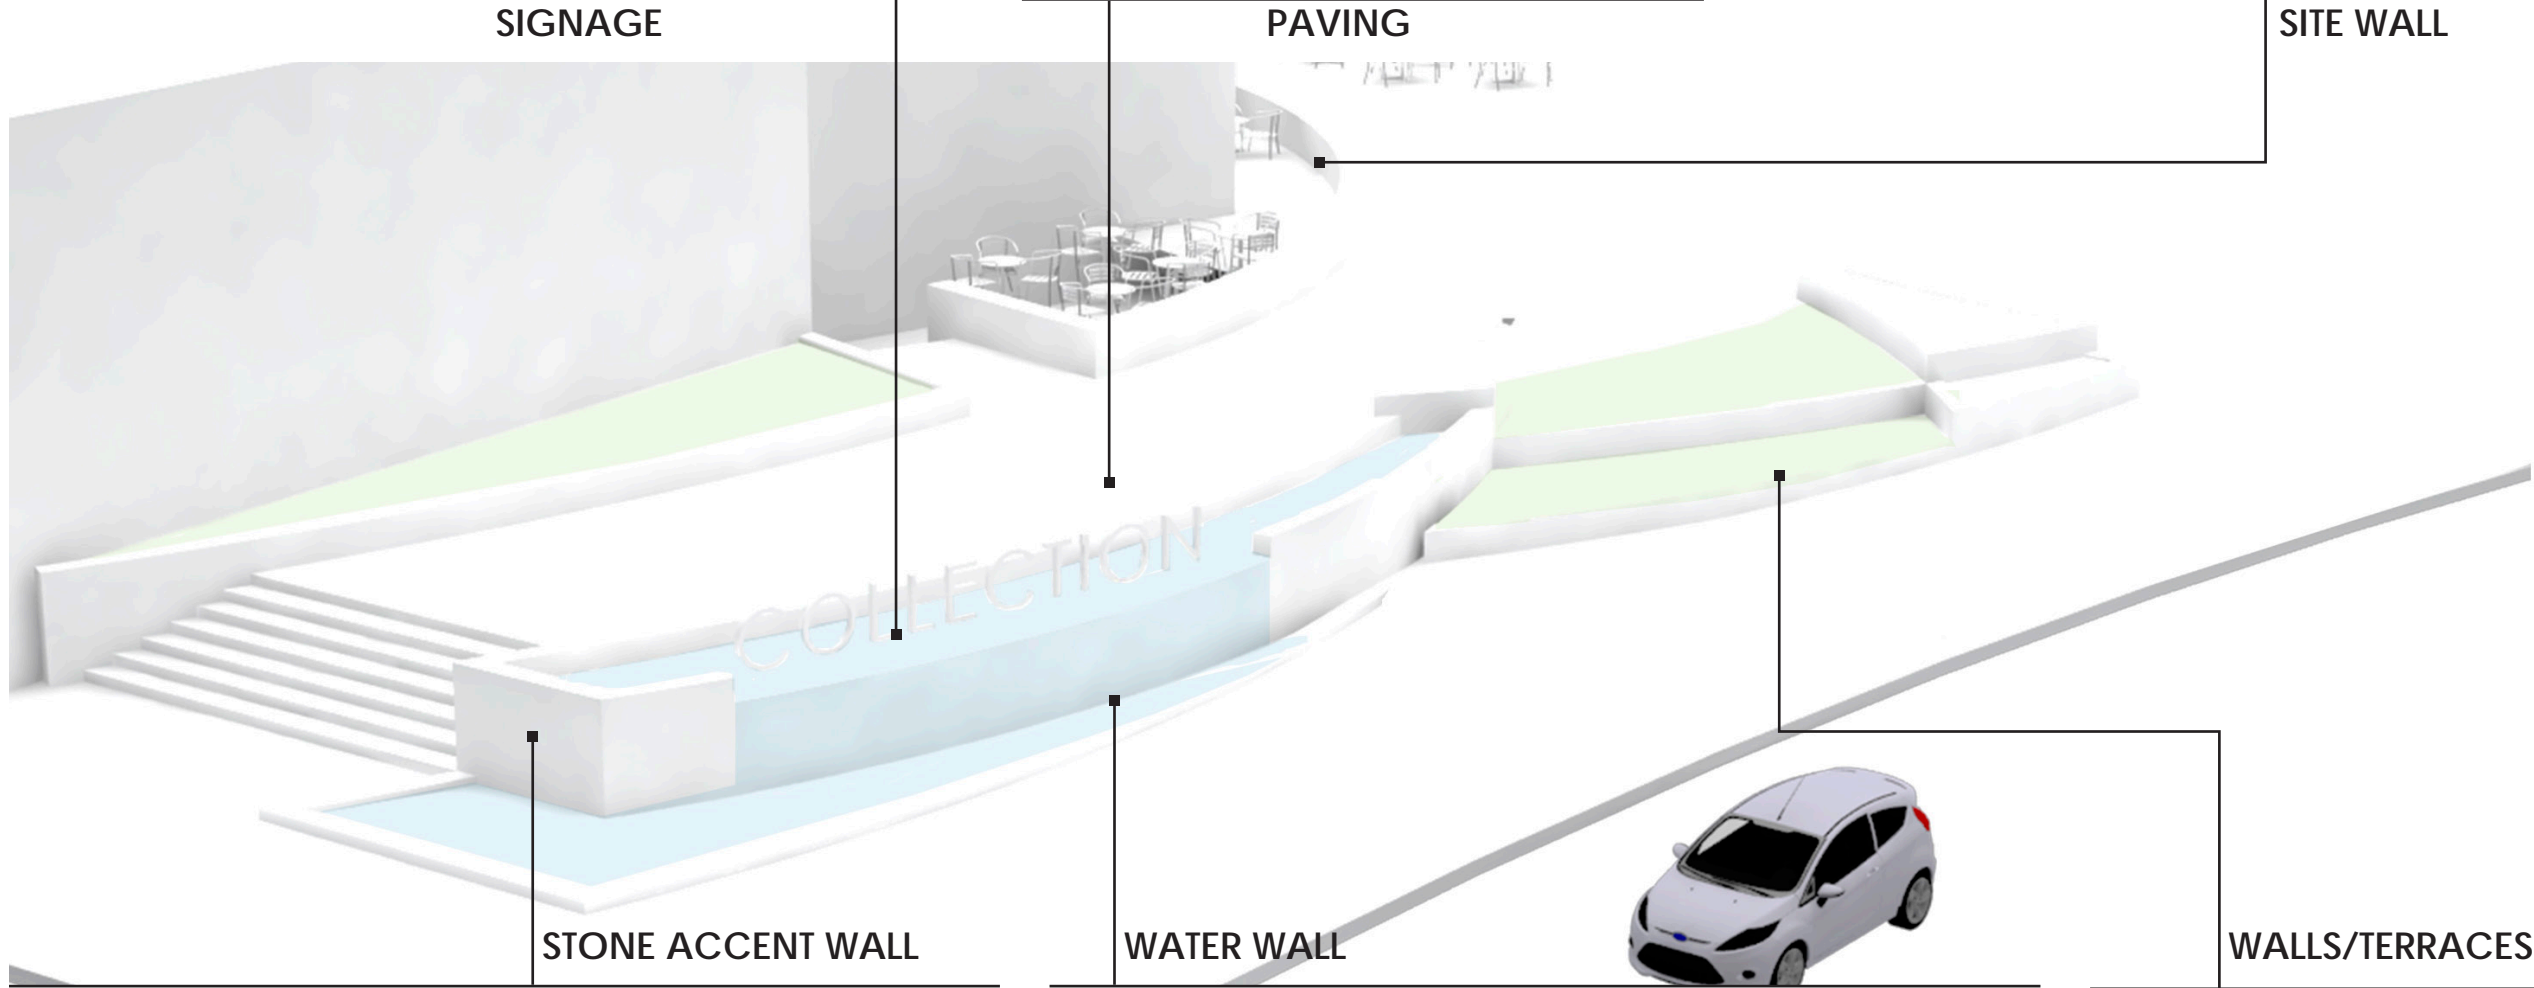 SIGNAGE
PAVING
SITE WALL
COLLECTION
STONE ACCENT WALL
WATER WALL
WALLS/TERRACES